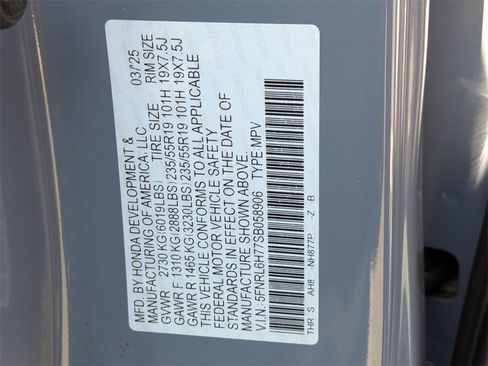 MFD. BY HONDA DEVELOPMENT & 03/25
MANUFACTURING OF AMERICA, LLC
TIRE SIZE RIM SIZE
GVWR 2730 KG(6019LBS)
GAWR F 1310 KG(2888LBS) 235/55R19 101H 19X7.5J
GAWR R 1465 KG(3230LBS) 235/55R19 101H 19X7.5J
THIS VEHICLE CONFORMS TO ALL APPLICABLE
FEDERAL MOTOR VEHICLE SAFETY
STANDARDS IN EFFECT ON THE DATE OF
MANUFACTURE SHOWN ABOVE.
V.I.N.: 5FNRL6H77SB058906 TYPE:MPV
THR S AH8 NH877P -Z -B